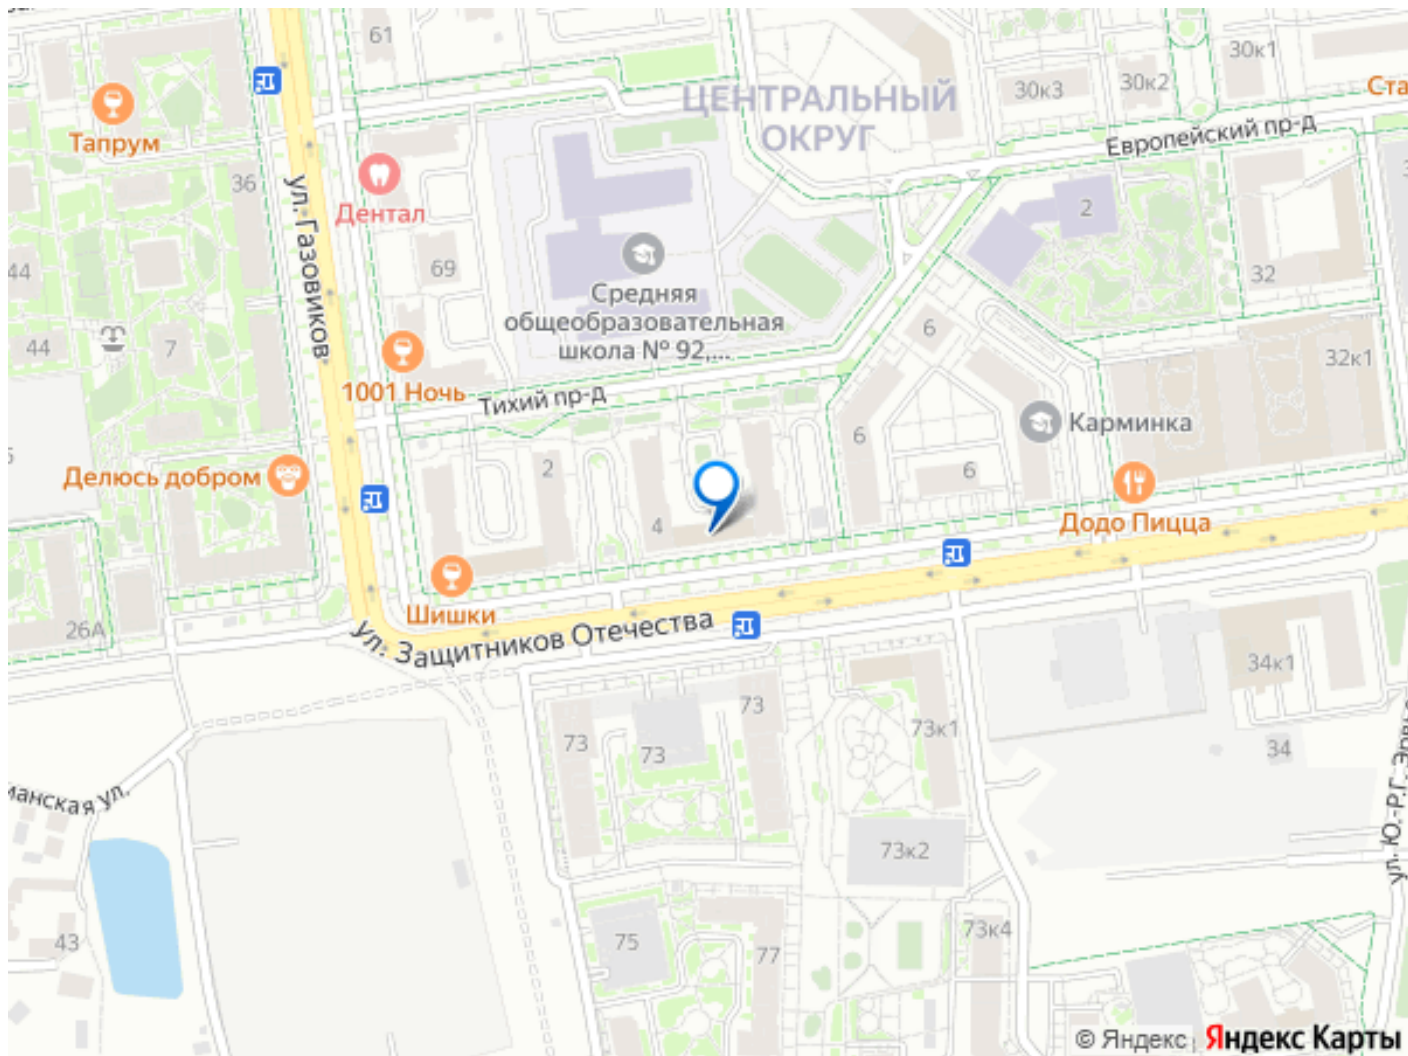 61
30к1
30к3
30к2
Ста
ЦЕНТРАЛЬНЫЙ
ОКРУГ
Европейский пр-д
Тапрум
36
Дентал
2
ул. Газовиков
69
44
32
Средняя
общеобразовательная
школа № 92,...
6
44
7
32к1
1001 Ночь
Тихий пр-д
Карминка
6
2
6
Делюсь добром
4
Додо Пицца
Шишки
26А
ул. Защитников Отечества
34к1
73
73к1
73
73
34
манская ул.
ул. Ю.-Р.Г. Эрвье
73к2
43
75
73к4
77
© Яндекс
Яндекс Карты